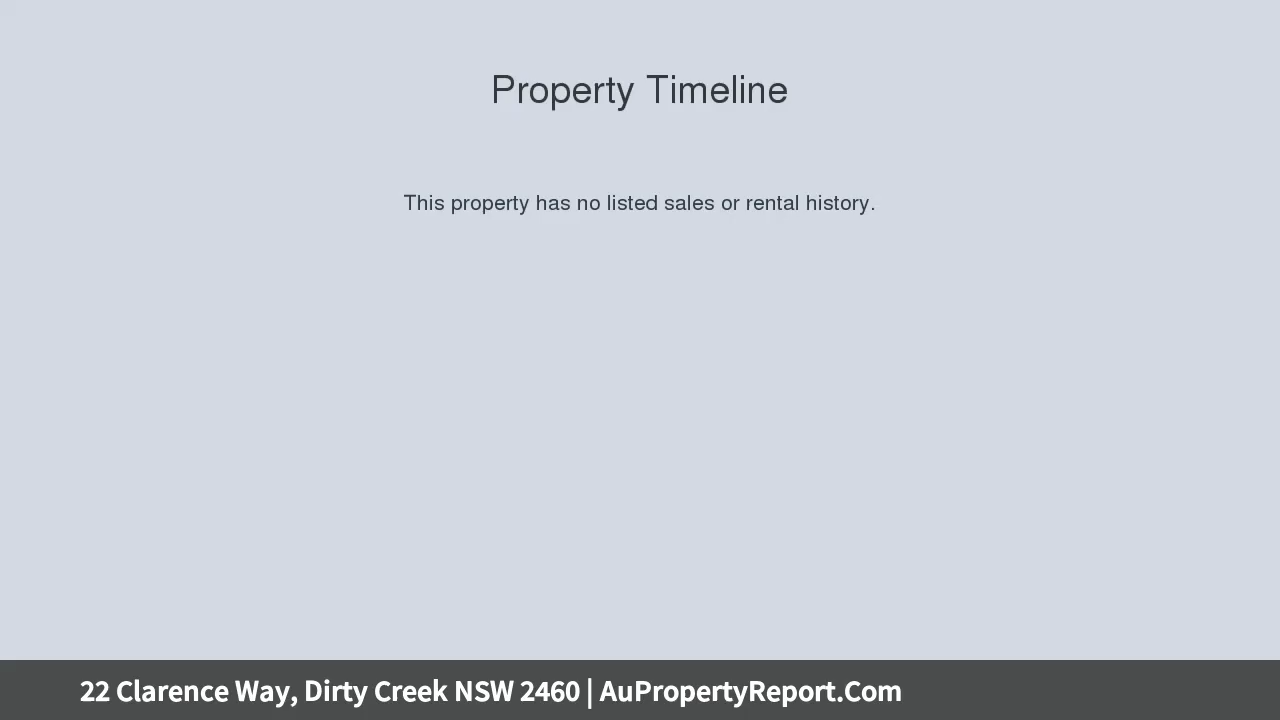 Property Timeline
This property has no listed sales or rental history.
22 Clarence Way, Dirty Creek NSW 2460 | AuPropertyReport.Com